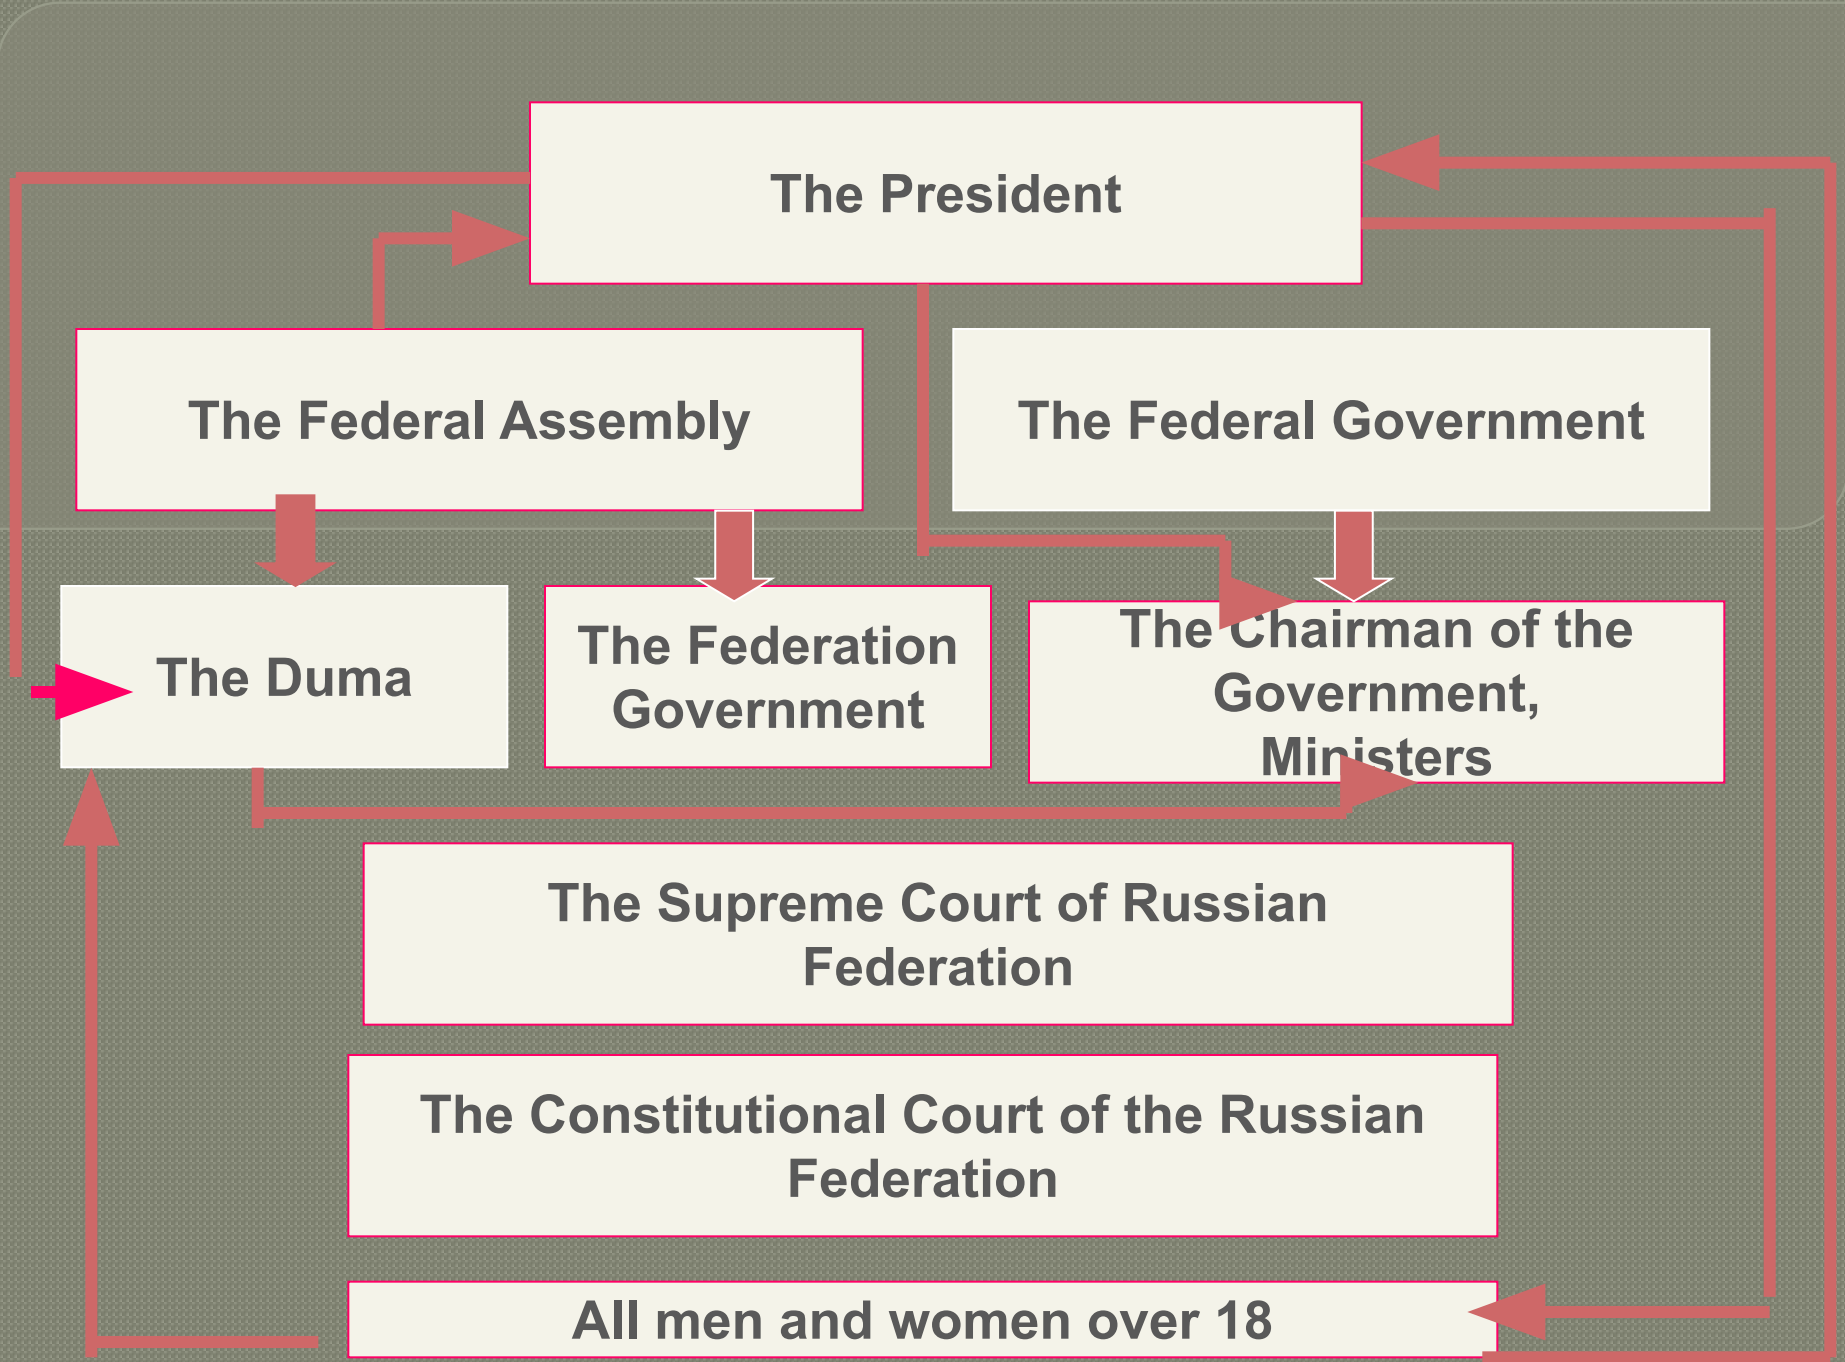 The President
The Federal Assembly
The Federal Government
The Duma
The Federation
Government
The Chairman of the
Government,
Ministers
The Supreme Court of Russian
Federation
The Constitutional Court of the Russian
Federation
All men and women over 18